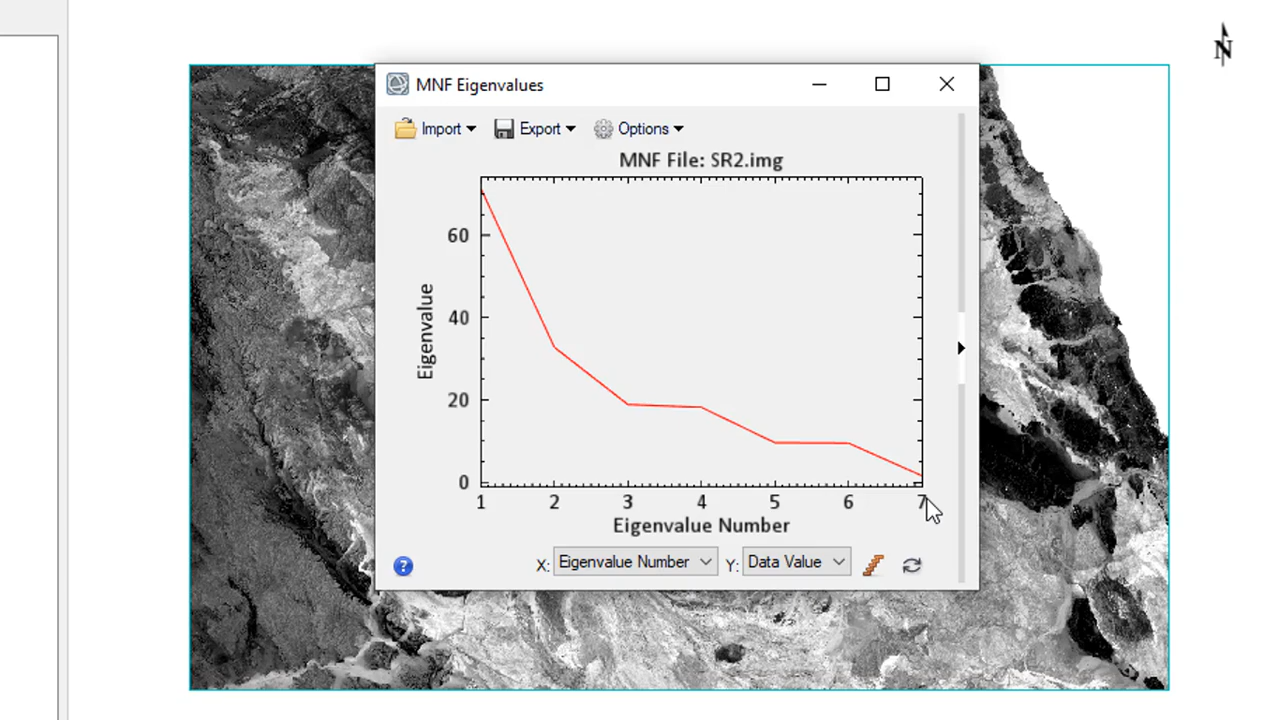 N
MNF Eigenvalues
Import Export Options
MNF File: SR2.img
60
40
20
0
Eigenvalue
1 2 3 4 5 6 7
Eigenvalue Number
? X: Eigenvalue Number Y: Data Value